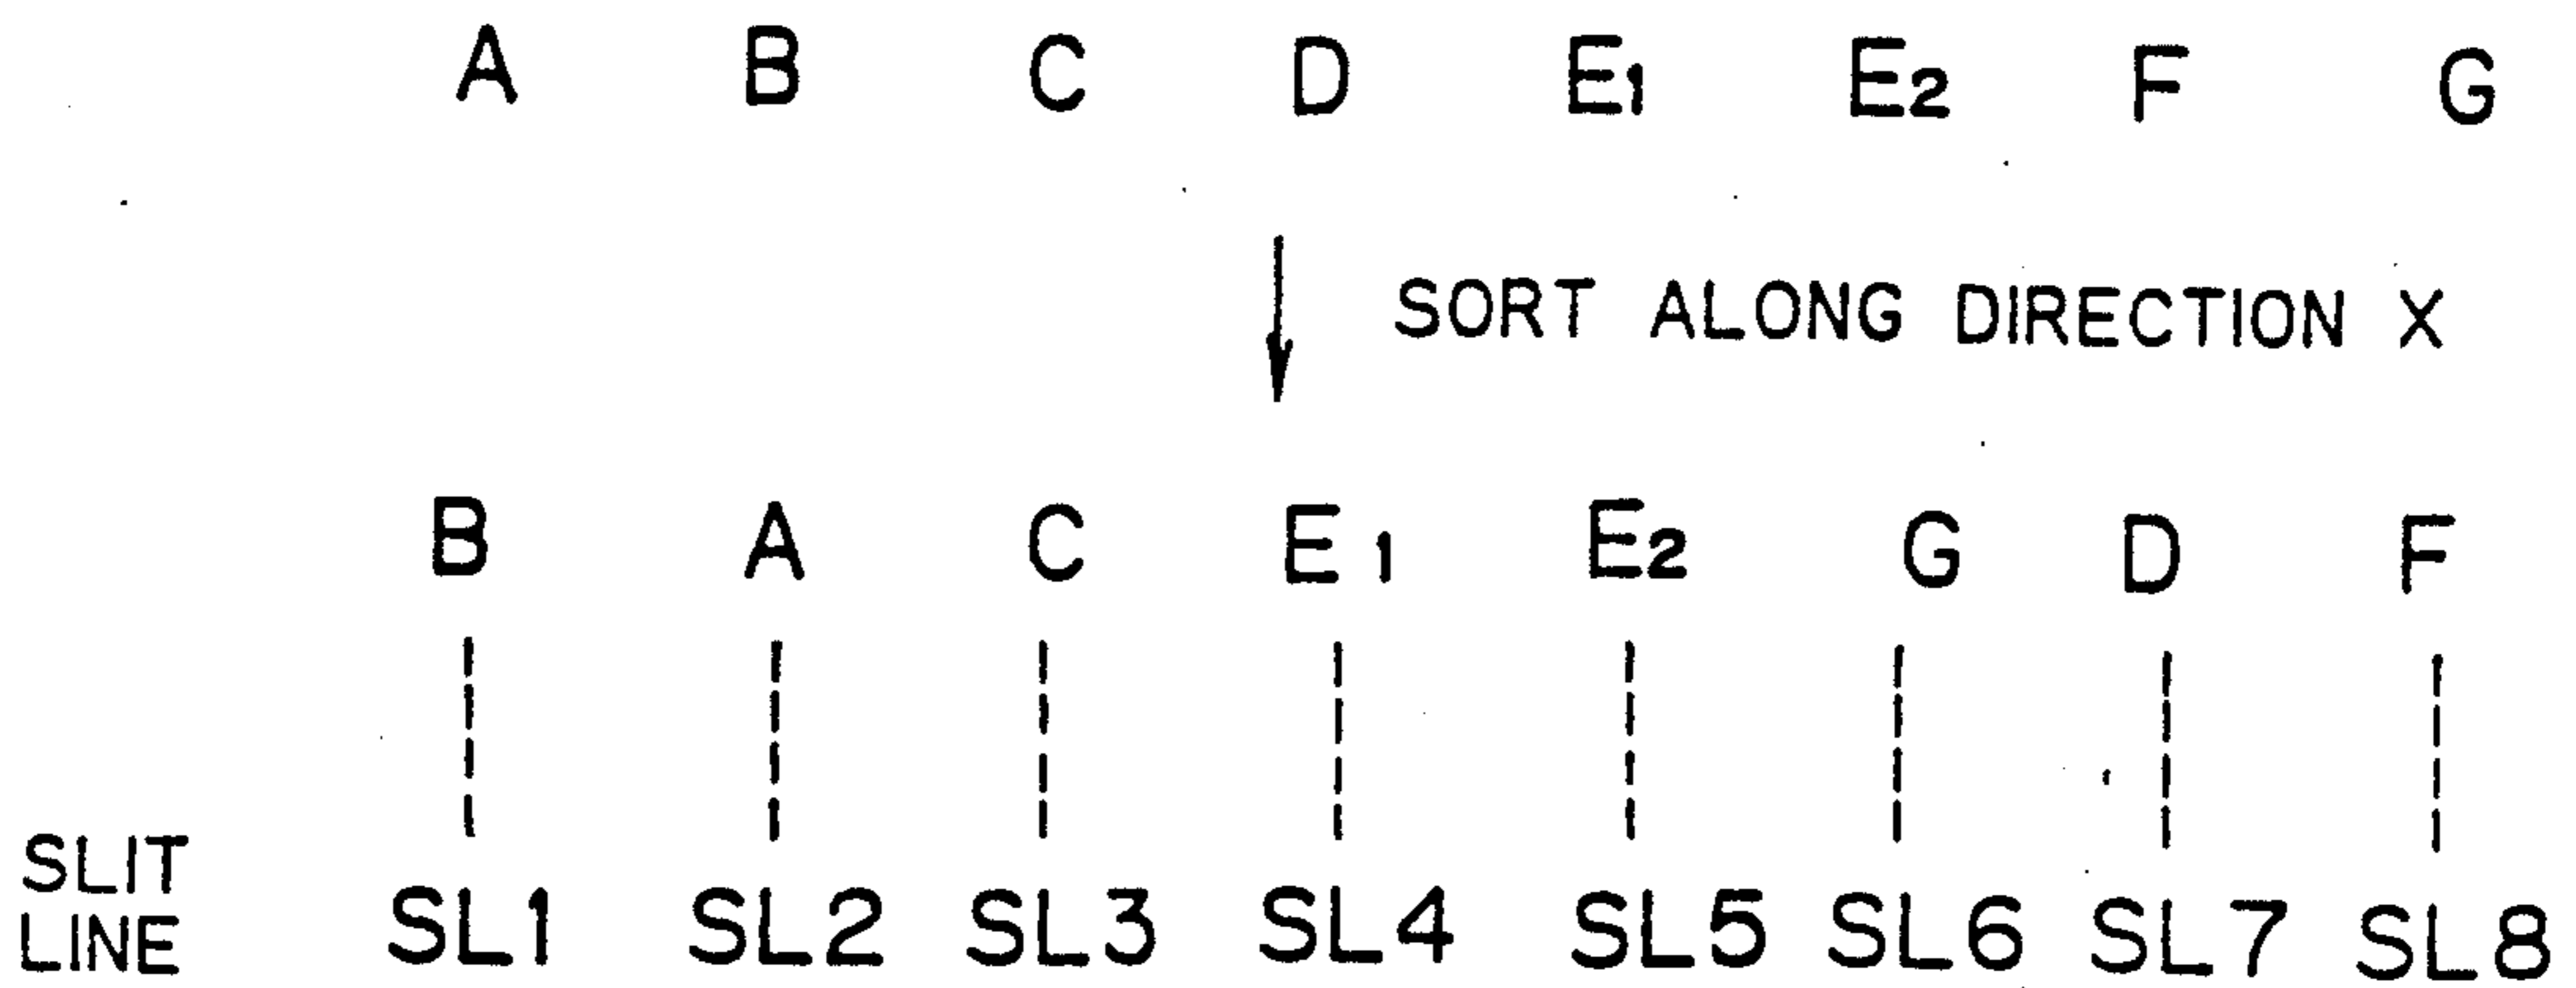 A B C D E1 E2 F G
SORT ALONG DIRECTION X
B A C E1 E2 G D F
SLIT
LINE
SL1 SL2 SL3 SL4 SL5 SL6 SL7 SL8